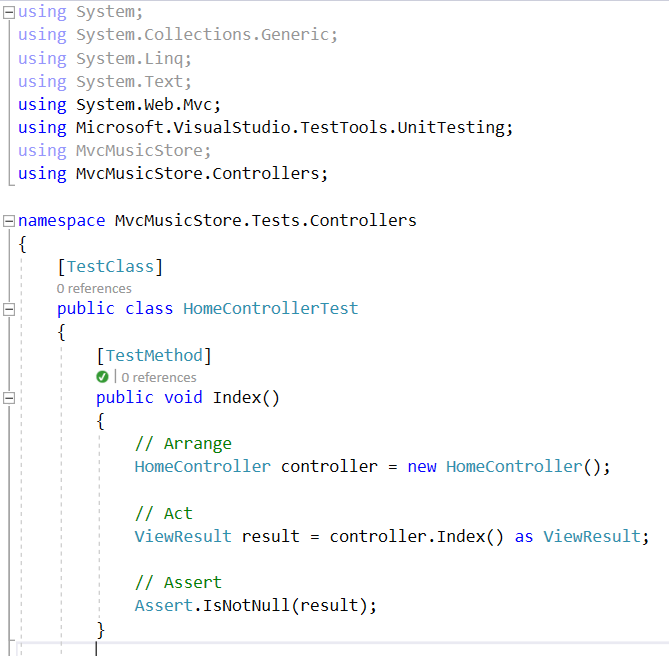 using System;
using System.Collections.Generic;
using System.Linq;
using System.Text;
using System.Web.Mvc;
using Microsoft.VisualStudio.TestTools.UnitTesting;
using MvcMusicStore;
using MvcMusicStore.Controllers;

namespace MvcMusicStore.Tests.Controllers
{
    [TestClass]
    0 references
    public class HomeControllerTest
    {
        [TestMethod]
        | 0 references
        public void Index()
        {
            // Arrange
            HomeController controller = new HomeController();

            // Act
            ViewResult result = controller.Index() as ViewResult;

            // Assert
            Assert.IsNotNull(result);
        }